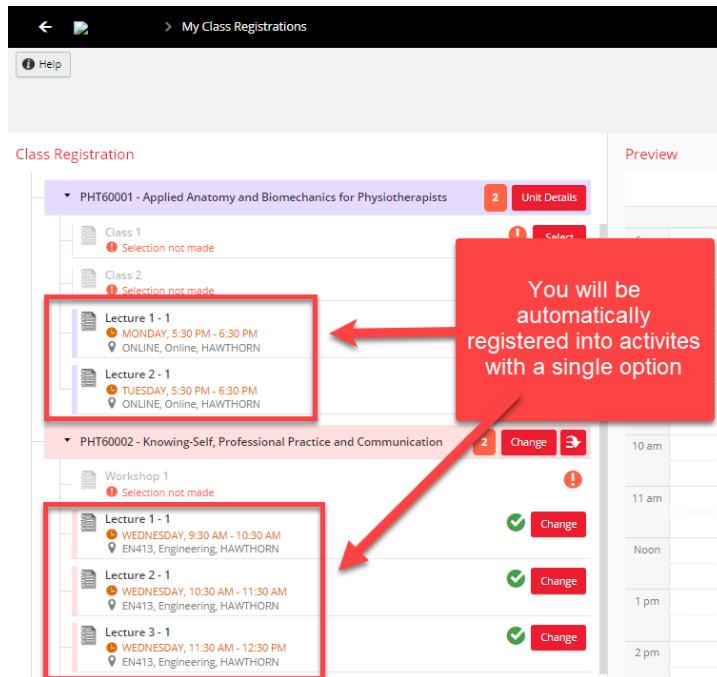 > My Class Registrations
Help
Class Registration
Preview
PHT60001 - Applied Anatomy and Biomechanics for Physiotherapists
2
Unit Details
Class 1
Selection not made
Select
Class 2
Selection not made
Lecture 1 - 1
MONDAY, 5:30 PM - 6:30 PM
ONLINE, Online, HAWTHORN
Lecture 2 - 1
TUESDAY, 5:30 PM - 6:30 PM
ONLINE, Online, HAWTHORN
You will be
automatically
registered into activites
with a single option
PHT60002 - Knowing-Self, Professional Practice and Communication
2
Change
Workshop 1
Selection not made
Lecture 1 - 1
WEDNESDAY, 9:30 AM - 10:30 AM
EN413, Engineering, HAWTHORN
Change
Lecture 2 - 1
WEDNESDAY, 10:30 AM - 11:30 AM
EN413, Engineering, HAWTHORN
Change
Lecture 3 - 1
WEDNESDAY, 11:30 AM - 12:30 PM
EN413, Engineering, HAWTHORN
Change
10 am
11 am
Noon
1 pm
2 pm